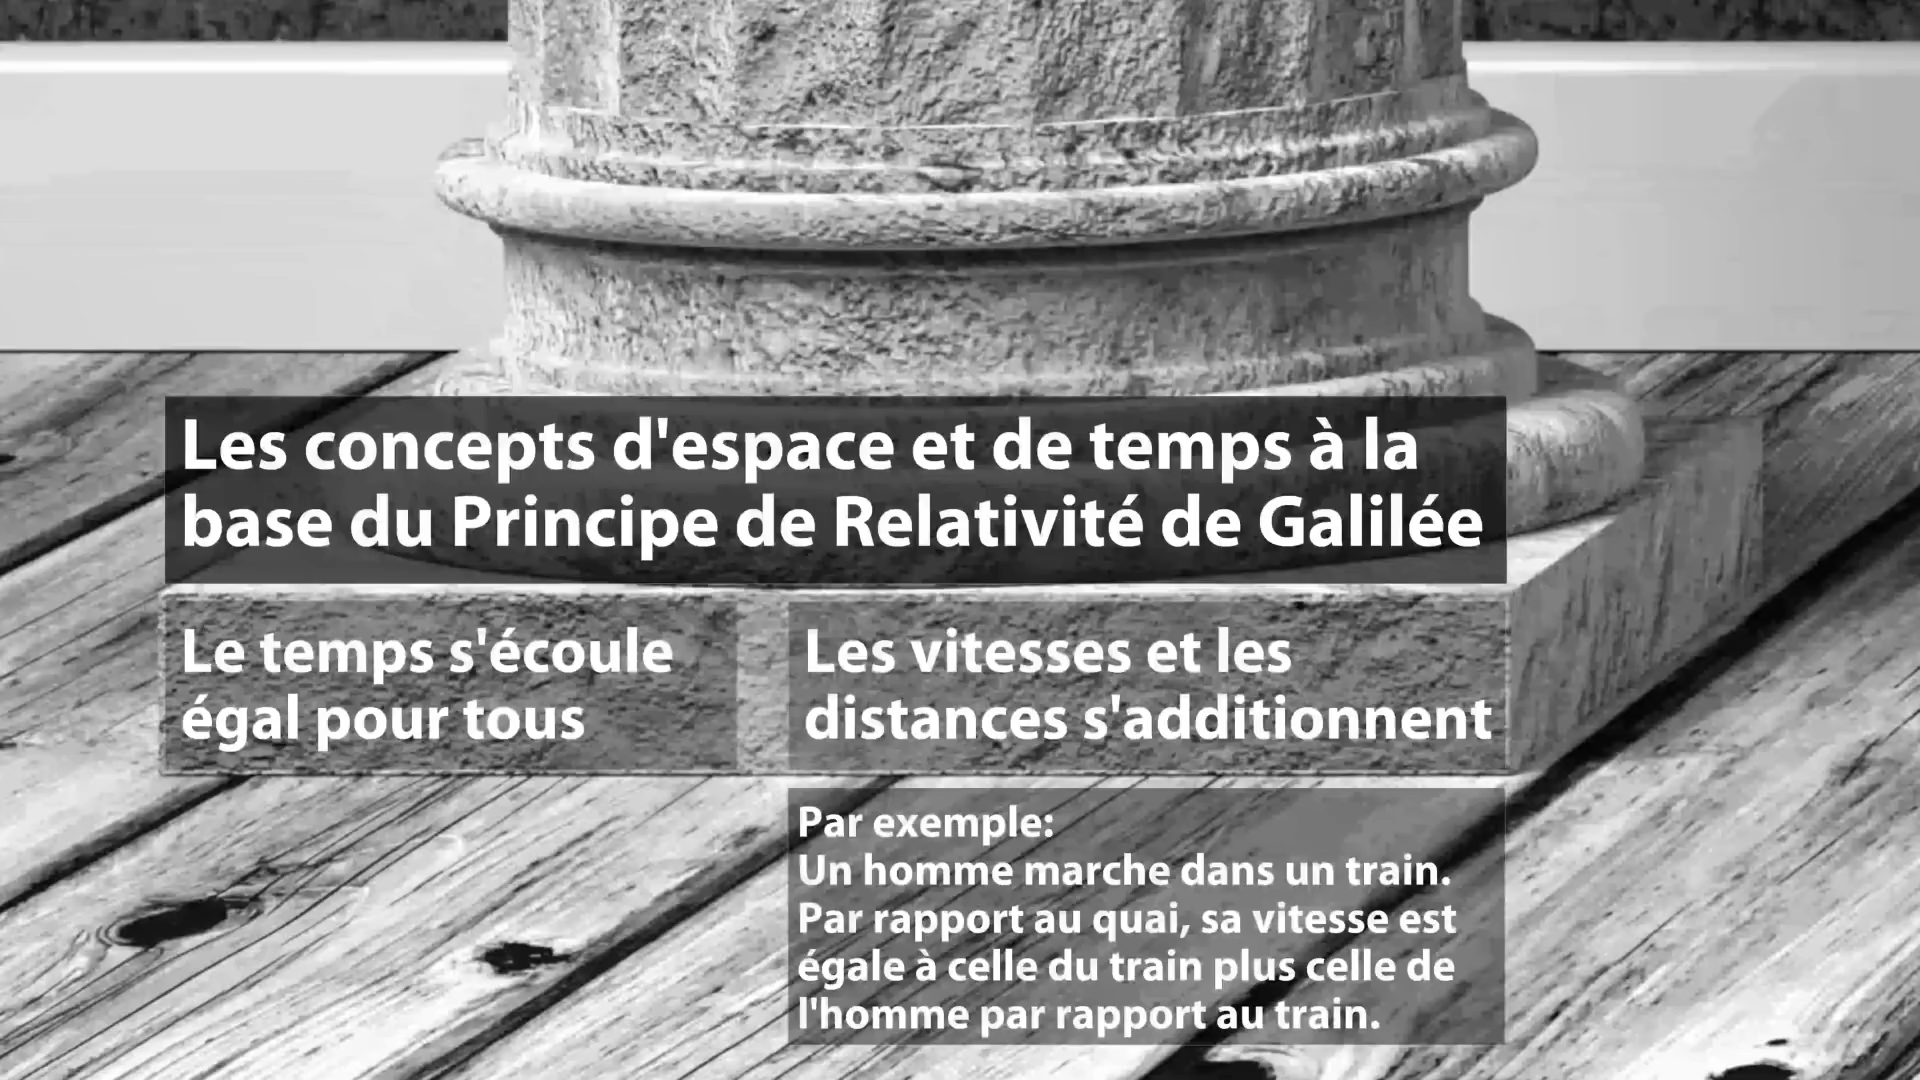 Les concepts d'espace et de temps à la
base du Principe de Relativité de Galilée
Le temps s'écoule
égal pour tous
Les vitesses et les
distances s'additionnent
Par exemple:
Un homme marche dans un train.
Par rapport au quai, sa vitesse est
égale à celle du train plus celle de
l'homme par rapport au train.